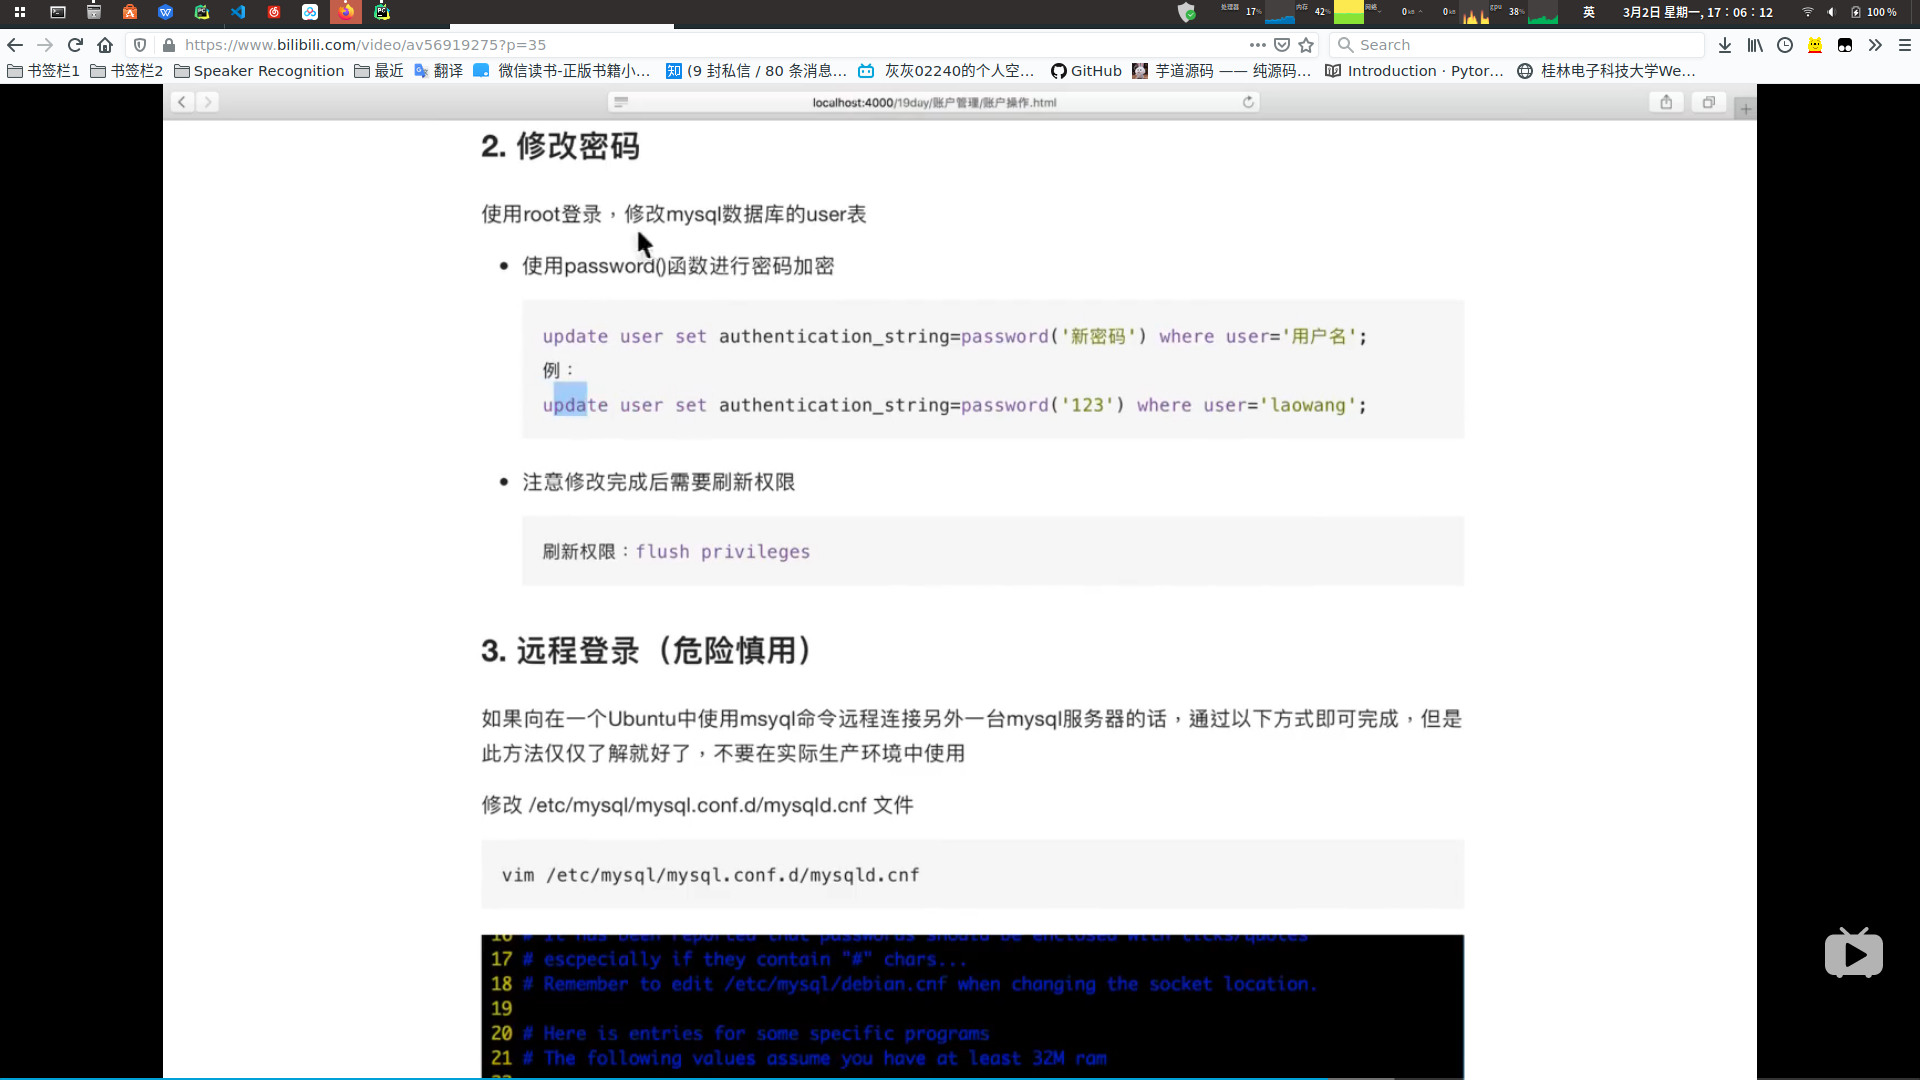 英
3月2日 星期一, 17：06：12
100 %
17%
42%
38%
https://www.bilibili.com/video/av56919275?p=35
Search
书签栏1 书签栏2 Speaker Recognition 最近 翻译 微信读书-正版书籍小… (9 封私信 / 80 条消息… 灰灰02240的个人空… GitHub 芋道源码 —— 纯源码… Introduction · Pytor… 桂林电子科技大学We…
localhost:4000/19day/账户管理/账户操作.html
2. 修改密码
使用root登录，修改mysql数据库的user表
使用password()函数进行密码加密
update user set authentication_string=password('新密码') where user='用户名';
例：
update user set authentication_string=password('123') where user='laowang';
注意修改完成后需要刷新权限
刷新权限：flush privileges
3. 远程登录（危险慎用）
如果向在一个Ubuntu中使用msyql命令远程连接另外一台mysql服务器的话，通过以下方式即可完成，但是
此方法仅仅了解就好了，不要在实际生产环境中使用
修改 /etc/mysql/mysql.conf.d/mysqld.cnf 文件
vim /etc/mysql/mysql.conf.d/mysqld.cnf
16 # It has been reported that passwords should be enclosed with ticks/quotes
17 # escpecially if they contain "#" chars...
18 # Remember to edit /etc/mysql/debian.cnf when changing the socket location.
19
20 # Here is entries for some specific programs
21 # The following values assume you have at least 32M ram